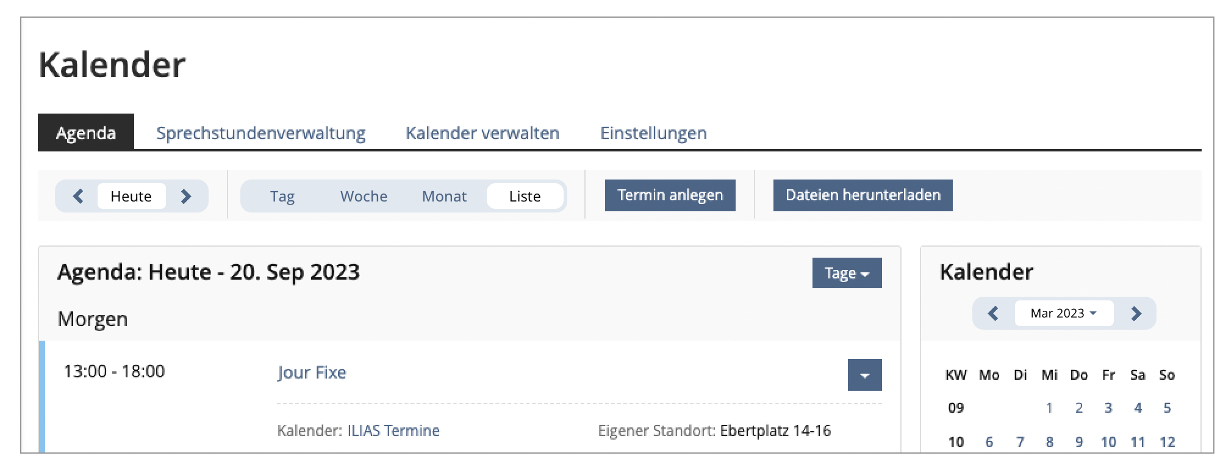 Kalender
Agenda Sprechstundenverwaltung Kalender verwalten Einstellungen
Heute Tag Woche Monat Liste Termin anlegen Dateien herunterladen
Agenda: Heute - 20. Sep 2023 Tage
Morgen
13:00 - 18:00 Jour Fixe
Kalender: ILIAS Termine Eigener Standort: Ebertplatz 14-16
Kalender
Mar 2023
KW Mo Di Mi Do Fr Sa So
09 1 2 3 4 5
10 6 7 8 9 10 11 12